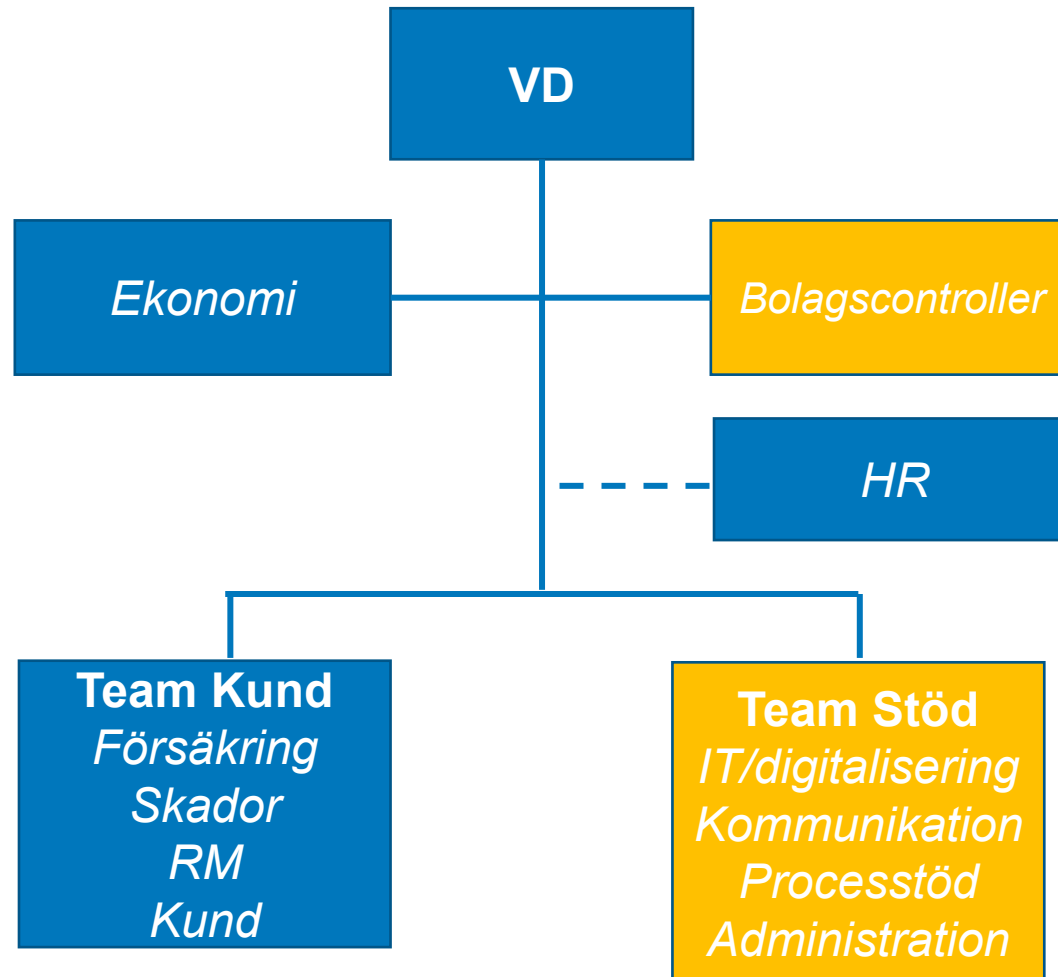 VD
Ekonomi
Bolagscontroller
HR
Team Kund
Försäkring
Skador
RM
Kund
Team Stöd
IT/digitalisering
Kommunikation
Processtöd
Administration